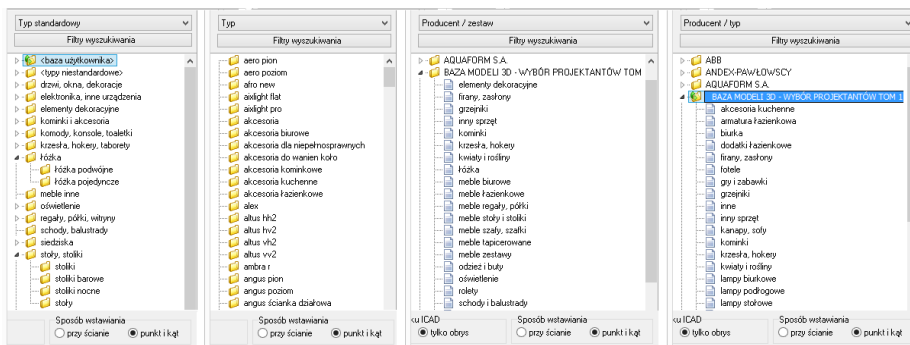 Typ standardowy
Filtry wyszukiwania
<baza użytkownika>
<typy niestandardowe>
drzwi, okna, dekoracje
elektronika, inne urządzenia
elementy dekoracyjne
kominki i akcesoria
komody, konsole, toaletki
krzesła, hokery, taborety
łóżka
łóżka podwójne
łóżka pojedyncze
meble inne
oświetlenie
regały, półki, witryny
schody, balustrady
siedziska
stoły, stoliki
stoliki
stoliki barowe
stoliki nocne
stoły
Sposób wstawiania
przy ścianie
punkt i kąt
Typ
Filtry wyszukiwania
aero pion
aero poziom
afro new
aixlight flat
aixlight pro
akcesoria
akcesoria biurowe
akcesoria dla niepełnosprawnych
akcesoria do wanien koło
akcesoria kominkowe
akcesoria kuchenne
akcesoria łazienkowe
alex
altus hh2
altus hv2
altus vh2
altus vv2
ambra r
angus pion
angus poziom
angus ścianka działowa
Sposób wstawiania
przy ścianie
punkt i kąt
Producent / zestaw
Filtry wyszukiwania
AQUAFORM S.A.
BAZA MODELI 3D - WYBÓR PROJEKTANTÓW TOM
elementy dekoracyjne
firany, zasłony
grzejniki
inny sprzęt
kominki
krzesła, hokery
kwiaty i rośliny
łóżka
meble biurowe
meble łazienkowe
meble regały, półki
meble stoły i stoliki
meble szafy, szafki
meble tapicerowane
meble zestawy
odzież i buty
oświetlenie
rolety
schody i balustrady
ku ICAD
tylko obrys
Sposób wstawiania
przy ścianie
punkt i kąt
Producent / typ
Filtry wyszukiwania
ABB
ANDEX-PAWŁOWSCY
AQUAFORM S.A.
BAZA MODELI 3D - WYBÓR PROJEKTANTÓW TOM 1
akcesoria kuchenne
armatura łazienkowa
biurka
dodatki łazienkowe
firany, zasłony
fotele
gry i zabawki
grzejniki
inne
inny sprzęt
kanapy, sofy
kominki
krzesła, hokery
kwiaty i rośliny
lampy biurkowe
lampy podłogowe
lampy stołowe
ku ICAD
tylko obrys
Sposób wstawiania
przy ścianie
punkt i kąt